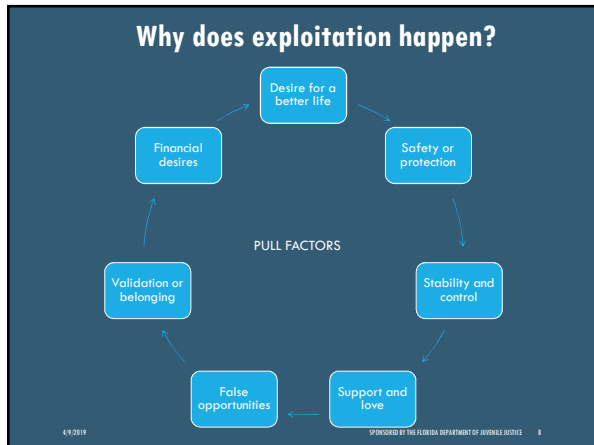 Why does exploitation happen?
Desire for a
better life
Safety or
protection
Stability and
control
Support and
love
False
opportunities
Validation or
belonging
Financial
desires
PULL FACTORS
4/9/2019
SPONSORED BY THE FLORIDA DEPARTMENT OF JUVENILE JUSTICE
8